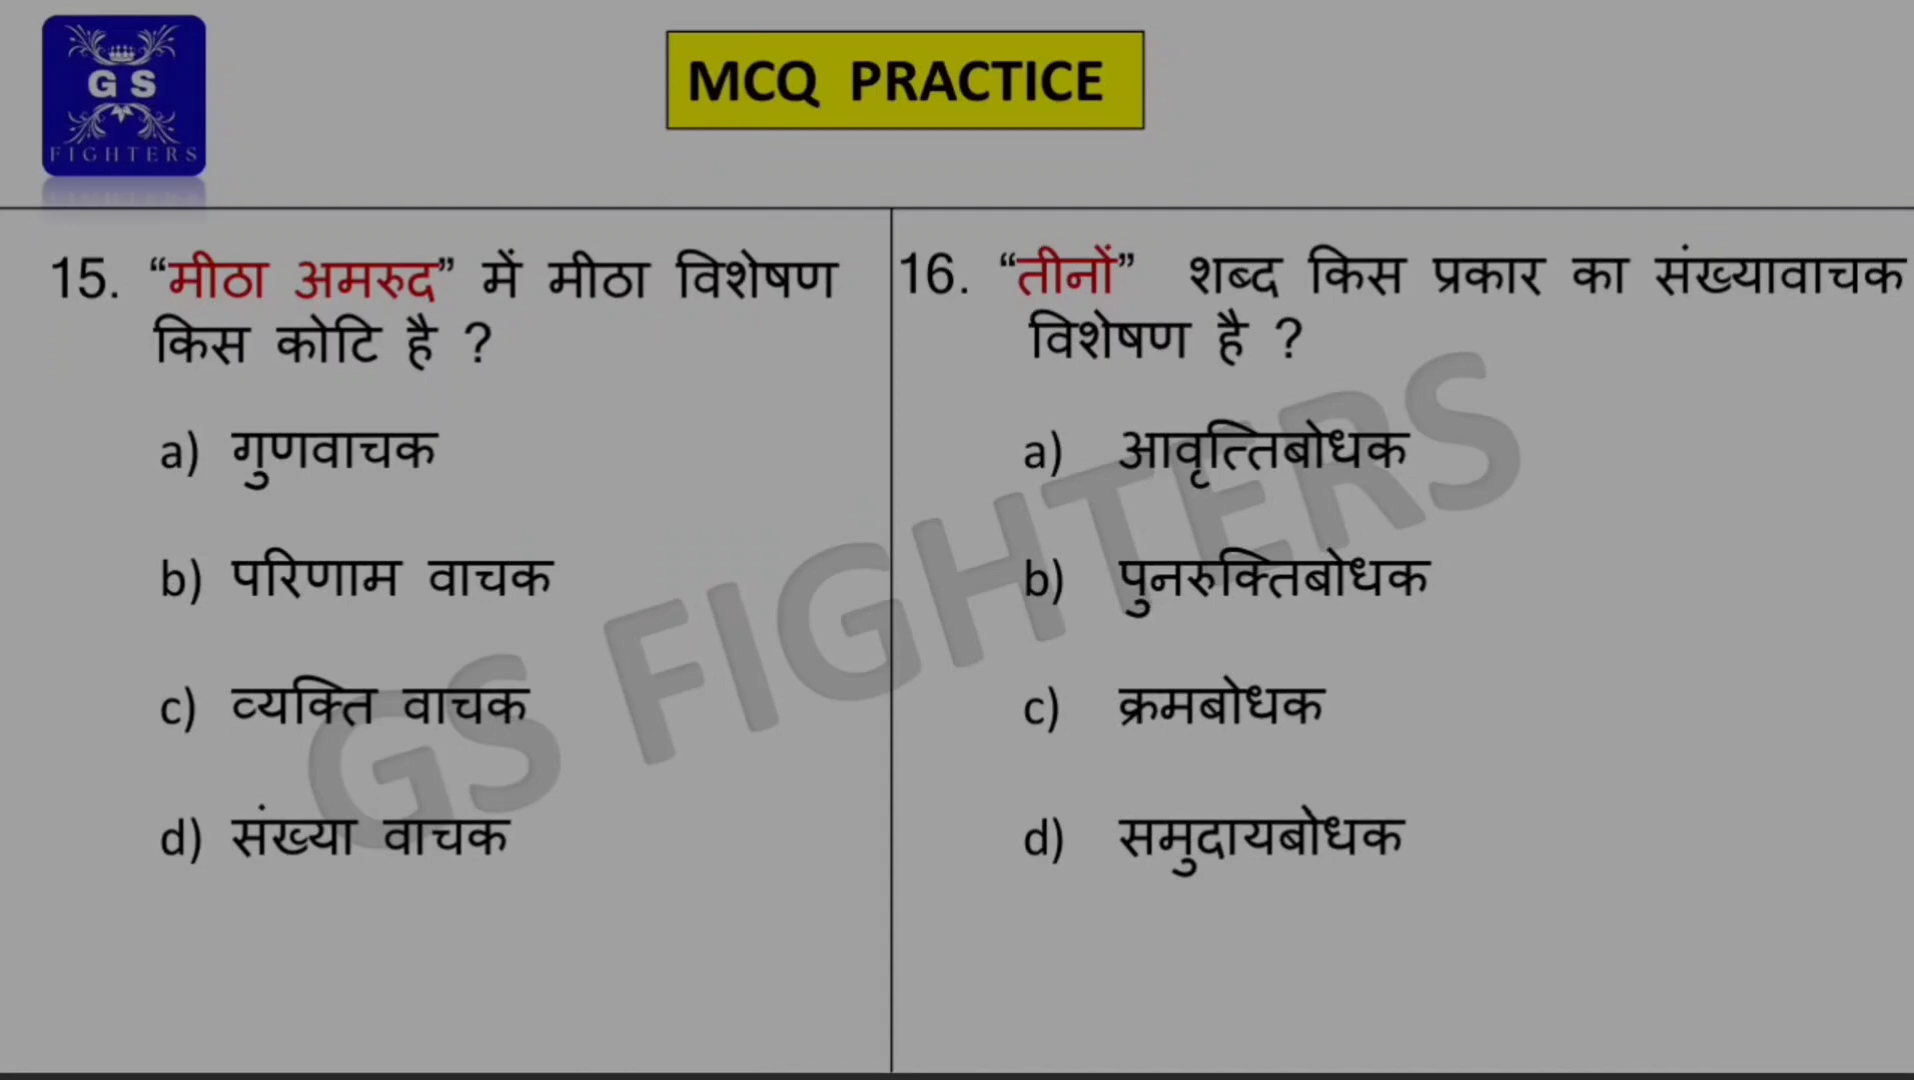 G S
FIGHTERS
MCQ PRACTICE
15. “मीठा अमरुद” में मीठा विशेषण
किस कोटि है ?
a) गुणवाचक
b) परिणाम वाचक
c) व्यक्ति वाचक
d) संख्या वाचक
16. “तीनों” शब्द किस प्रकार का संख्यावाचक
विशेषण है ?
a) आवृत्तिबोधक
b) पुनरुक्तिबोधक
c) क्रमबोधक
d) समुदायबोधक
GS FIGHTERS